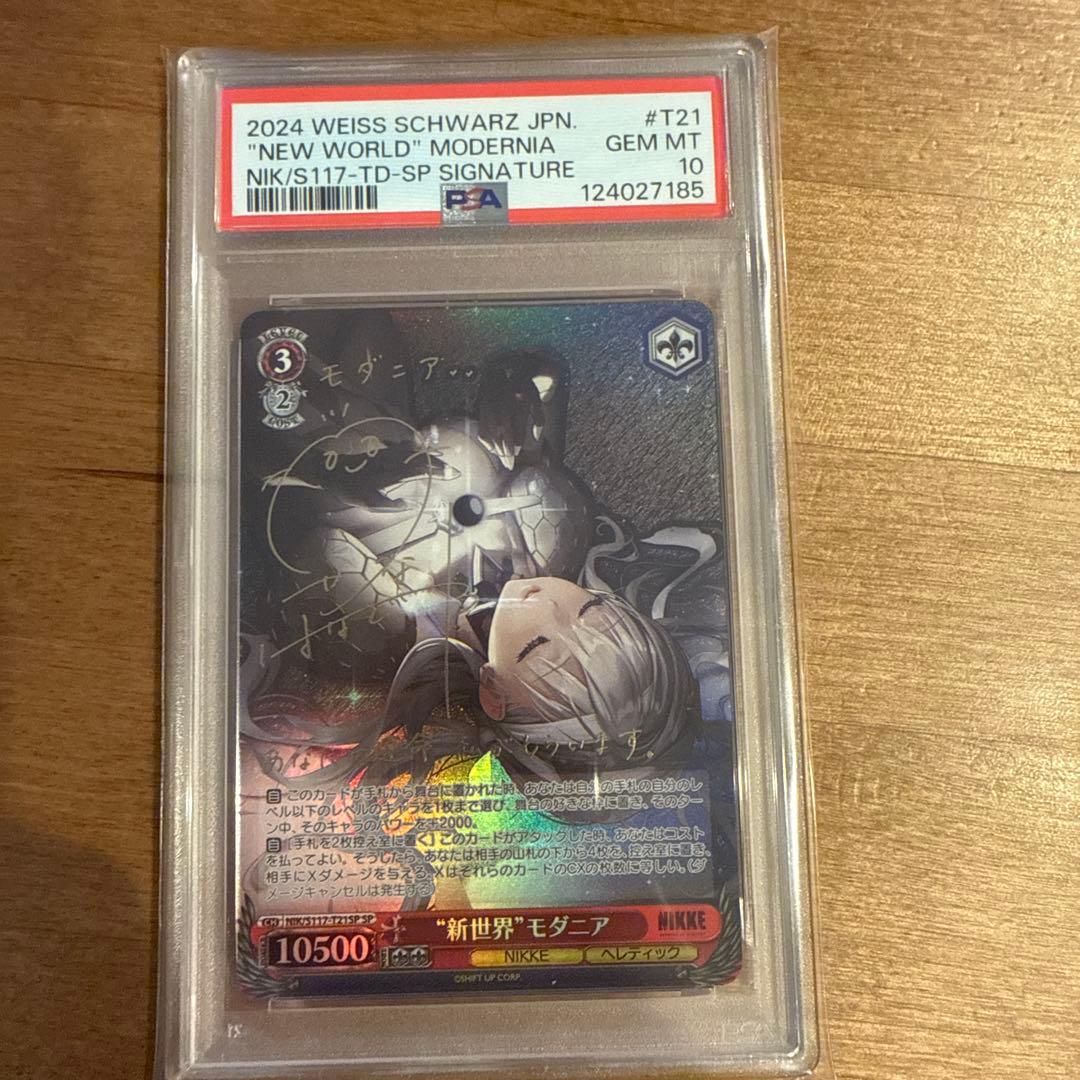 2024 WEISS SCHWARZ JPN.
#T21
"NEW WORLD" MODERNIA
GEM MT
NIK/S117-TD-SP SIGNATURE
10
PSA
124027185
LEVEL
3
2
COST
モダニア
ます。
自 このカードが手札から舞台に置かれた時、あなたは自分の手札の自分のレ
ベル以下のレベルのキャラを1枚まで選び、舞台の好きな枠に置き、そのター
ン中、そのキャラのパワーを+2000。
自 [手札を2枚控え室に置く] このカードがアタックした時、あなたはコスト
を払ってよい。そうしたら、あなたは相手の山札の下から4枚を、控え室に置き、
相手にXダメージを与える。XはそれらのカードのCXの枚数に等しい。(ダ
メージキャンセルは発生する)
CH NIK/S117-T21SP SP
"新世界"モダニア
NIKKE
10500
NIKKE
ヘレティック
©SHIFT UP CORP.